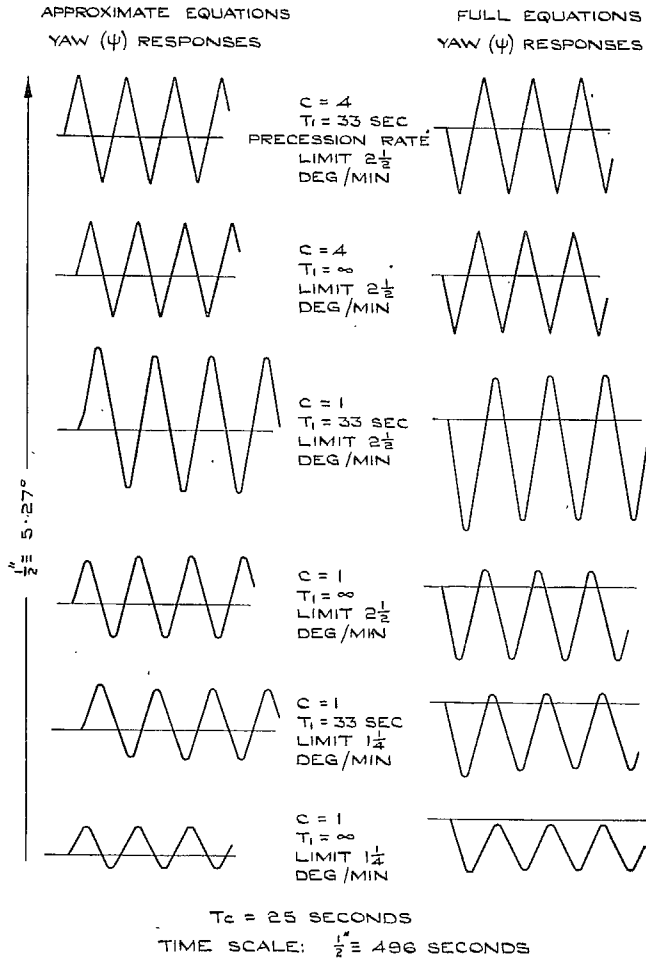 APPROXIMATE EQUATIONS
YAW (ψ) RESPONSES
FULL EQUATIONS
YAW (ψ) RESPONSES
C = 4
T₁ = 33 SEC
PRECESSION RATE
LIMIT 2½
DEG/MIN
C = 4
T₁ = ∞
LIMIT 2½
DEG/MIN
C = 1
T₁ = 33 SEC
LIMIT 2½
DEG/MIN
½" ≡ 5·27°
C = 1
T₁ = ∞
LIMIT 2½
DEG/MIN
C = 1
T₁ = 33 SEC
LIMIT 1¼
DEG/MIN
C = 1
T₁ = ∞
LIMIT 1¼
DEG/MIN
Tc = 25 SECONDS
TIME SCALE: ½" ≡ 496 SECONDS